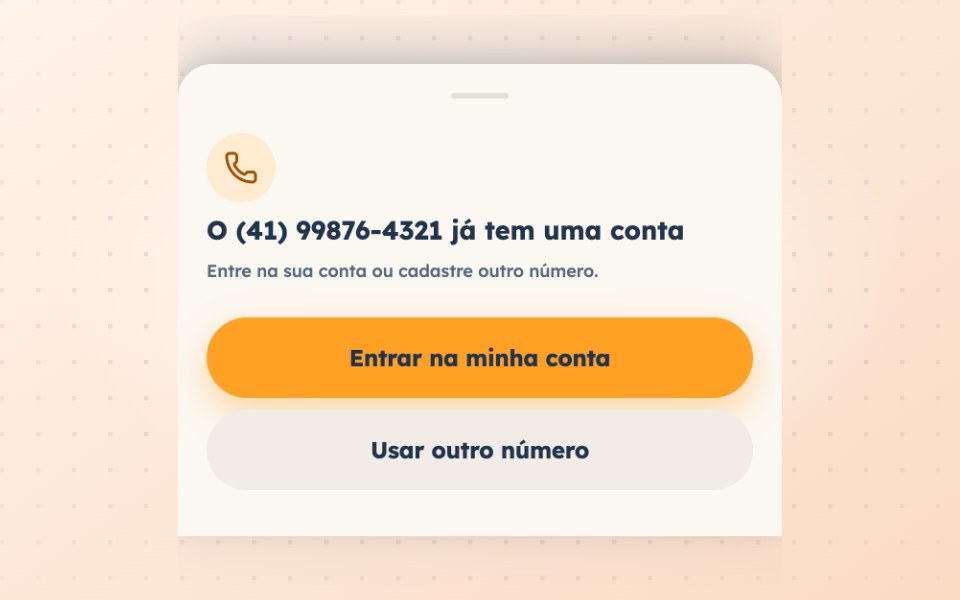 O (41) 99876-4321 já tem uma conta
Entre na sua conta ou cadastre outro número.
Entrar na minha conta
Usar outro número